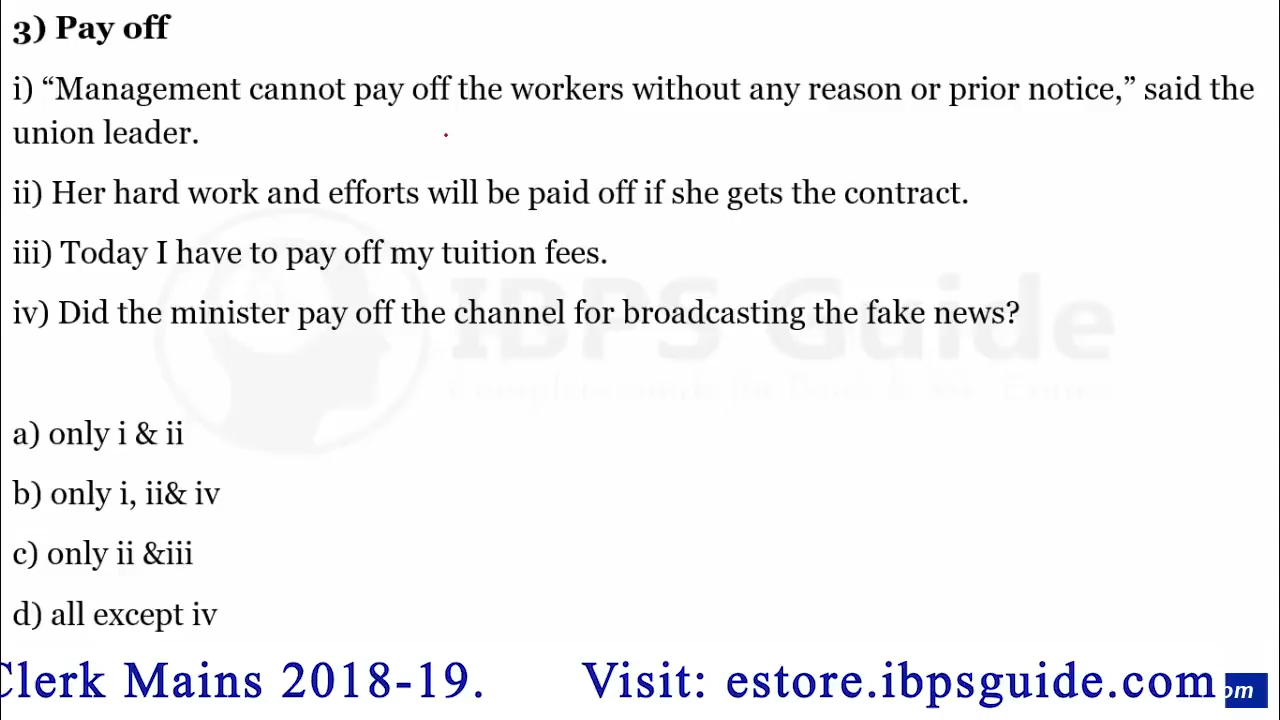 3) Pay off
i) “Management cannot pay off the workers without any reason or prior notice,” said the
union leader.
ii) Her hard work and efforts will be paid off if she gets the contract.
iii) Today I have to pay off my tuition fees.
iv) Did the minister pay off the channel for broadcasting the fake news?
IBPS Guide
a) only i & ii
b) only i, ii& iv
c) only ii &iii
d) all except iv
Clerk Mains 2018-19. Visit: estore.ibpsguide.com om